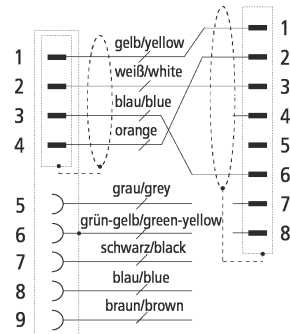 1 gelb/yellow 1
2 weiß/white 2
3 blau/blue 3
4 orange 4
5
6
5 grau/grey 7
6 grün-gelb/green-yellow 8
7 schwarz/black
8 blau/blue
9 braun/brown